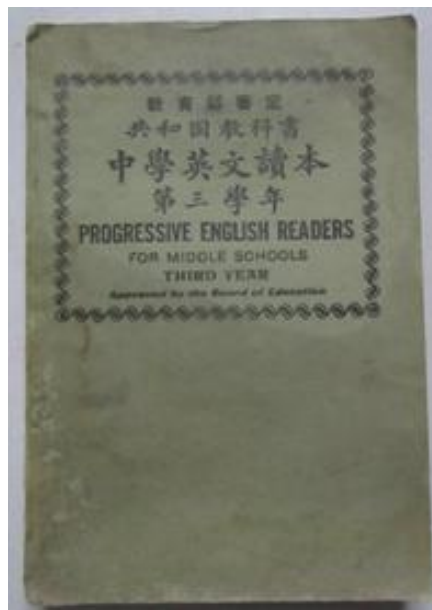 教育部審定
共和國教科書
中學英文讀本
第三學年
PROGRESSIVE ENGLISH READERS
FOR MIDDLE SCHOOLS
THIRD YEAR
Approved by the Board of Education